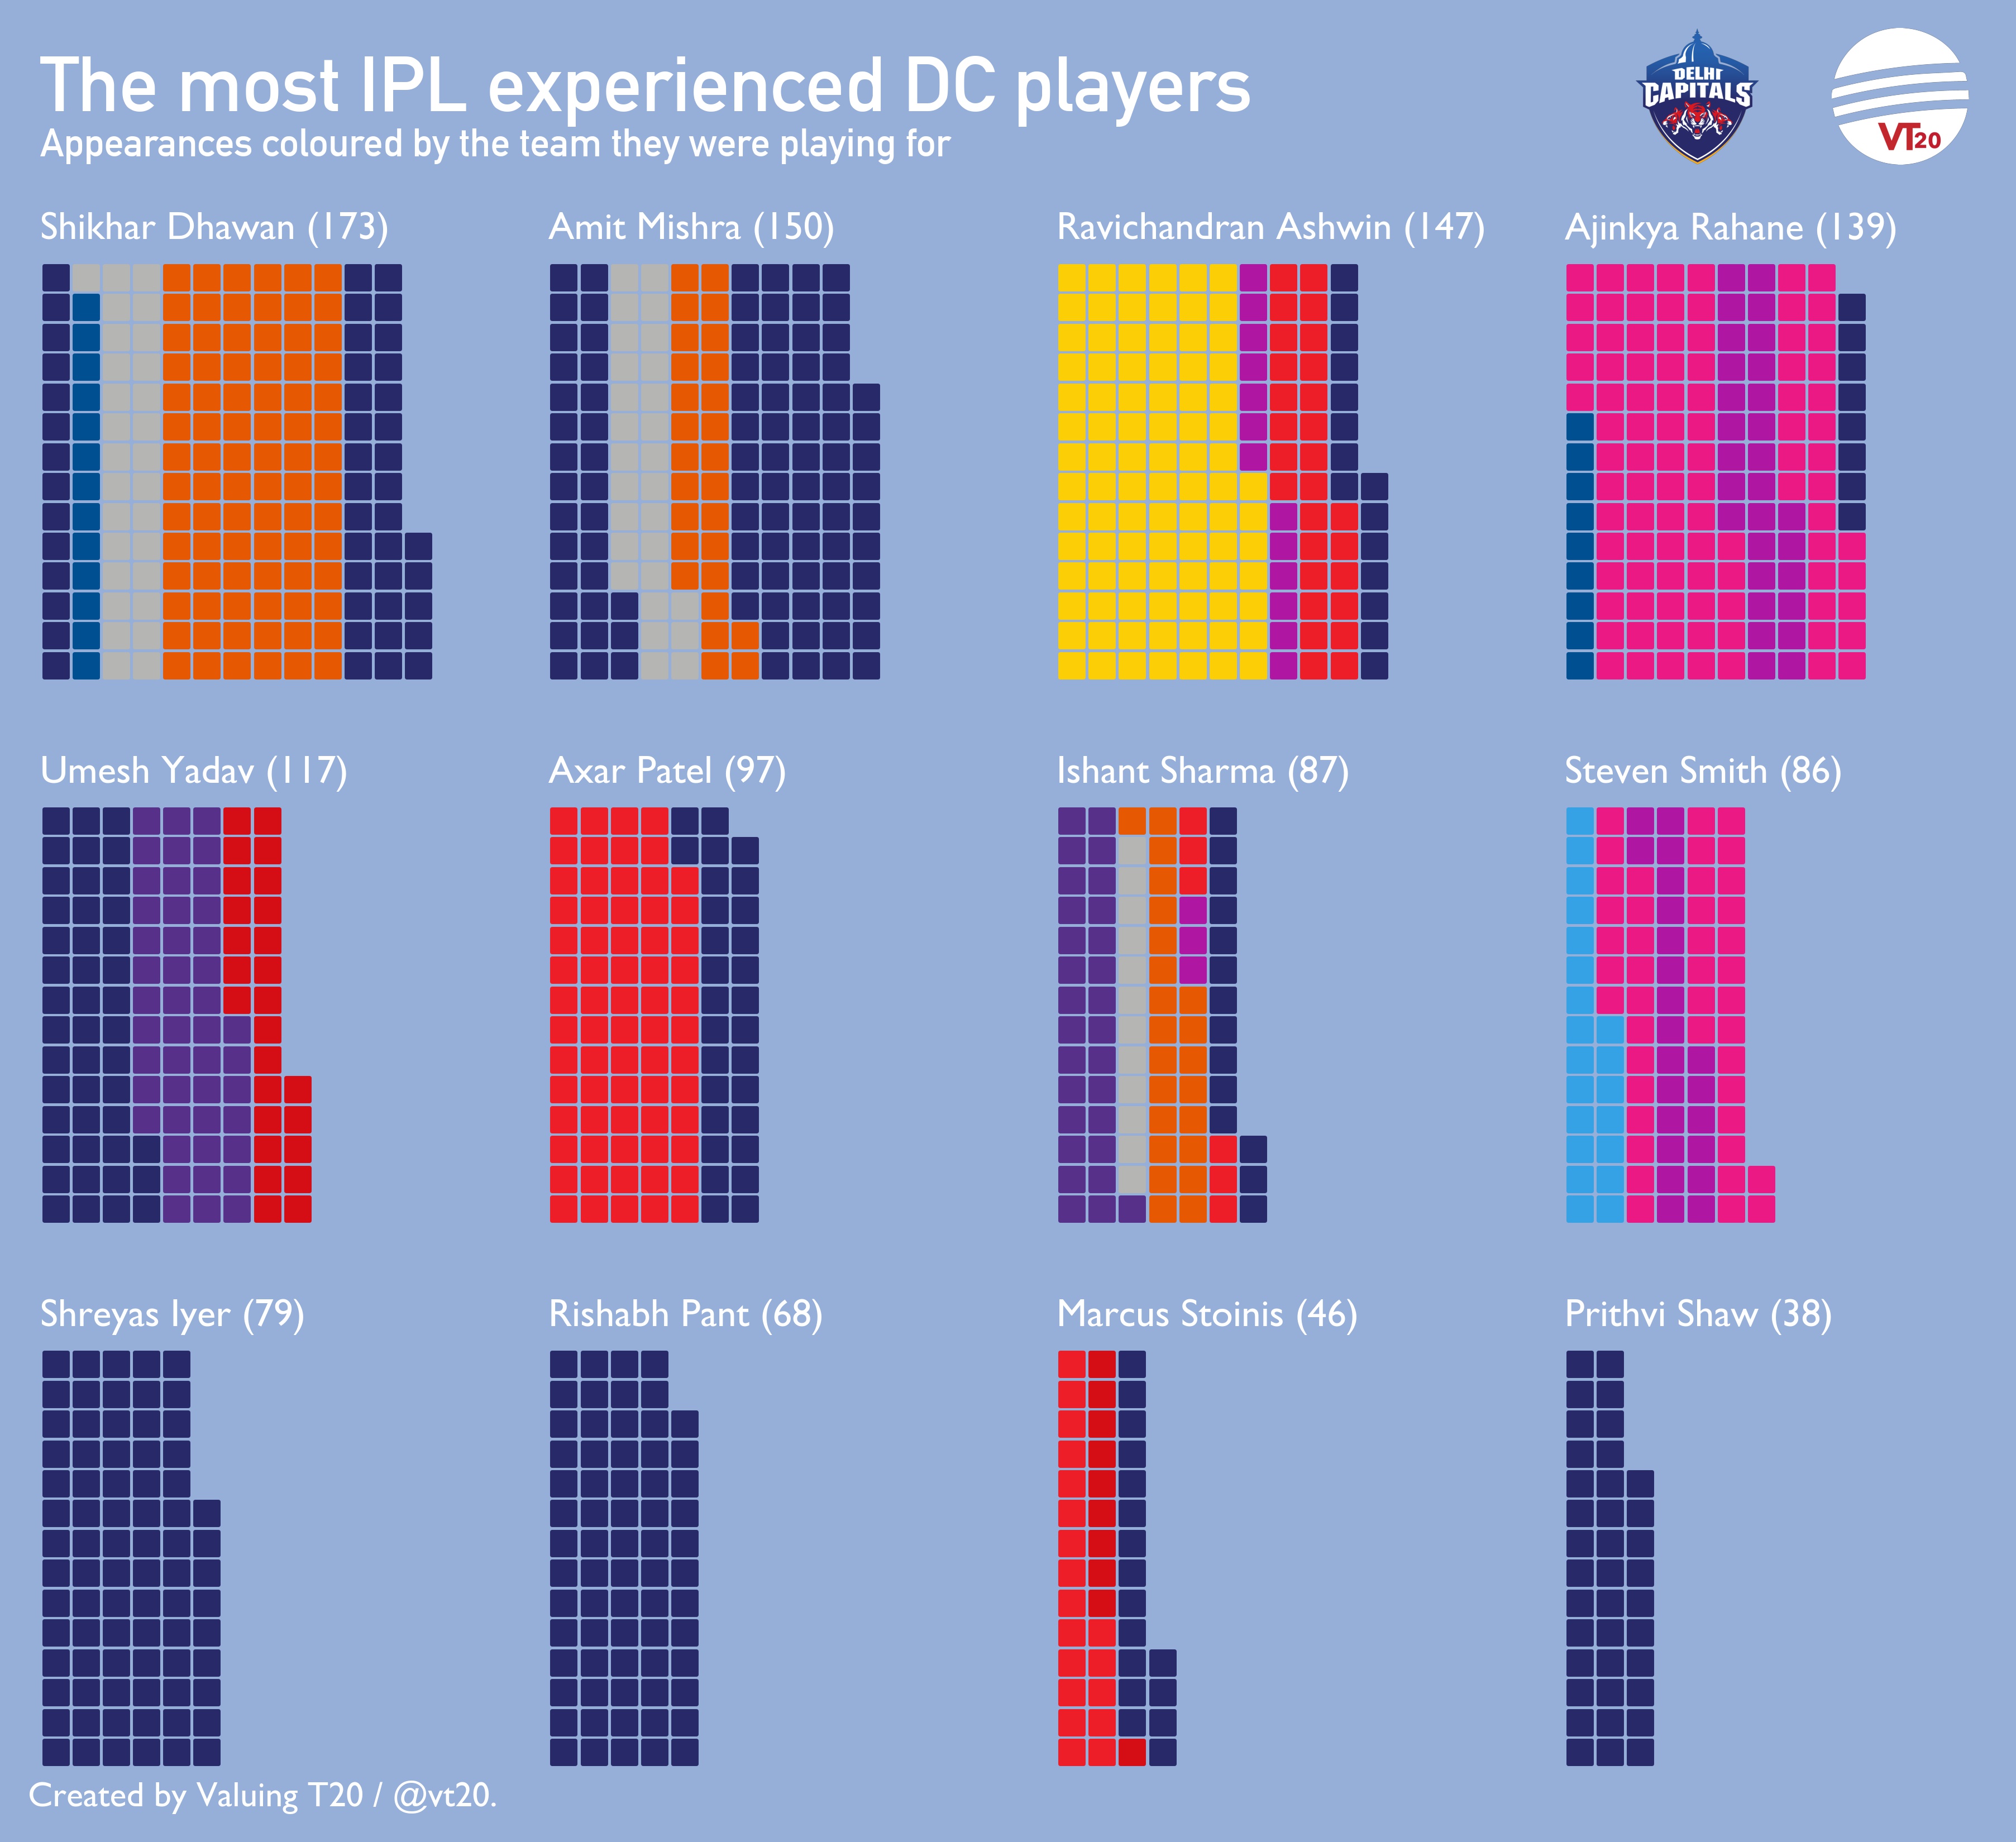 The most IPL experienced DC players
Appearances coloured by the team they were playing for
DELHI
CAPITALS
VT20
Shikhar Dhawan (173)
Amit Mishra (150)
Ravichandran Ashwin (147)
Ajinkya Rahane (139)
Umesh Yadav (117)
Axar Patel (97)
Ishant Sharma (87)
Steven Smith (86)
Shreyas Iyer (79)
Rishabh Pant (68)
Marcus Stoinis (46)
Prithvi Shaw (38)
Created by Valuing T20 / @vt20.